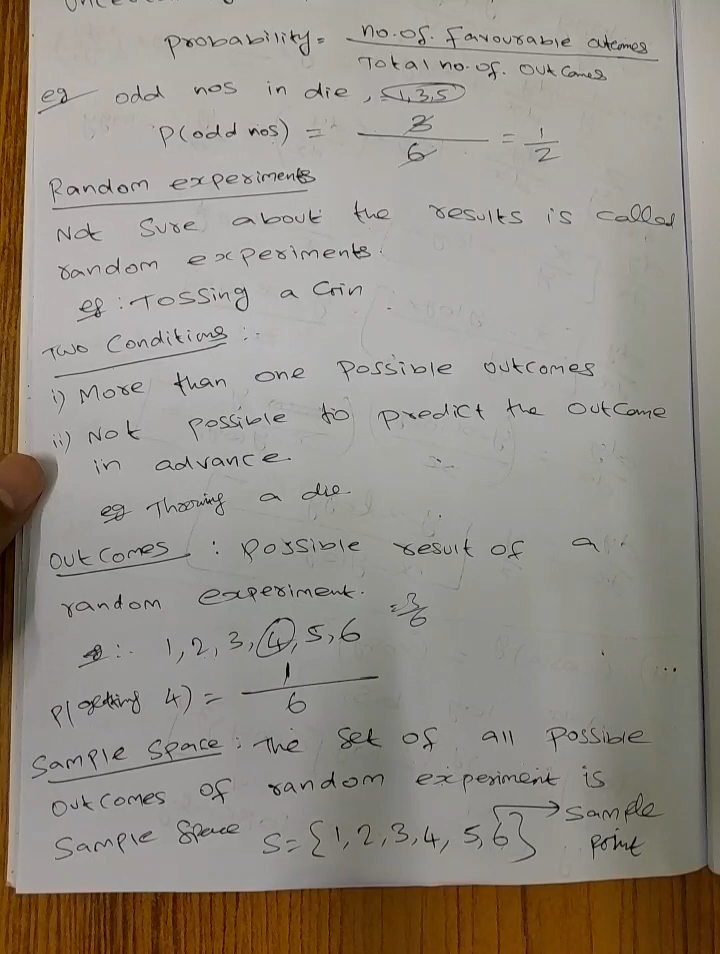 Probability = no. of. favourable outcomes
Total no. of. outcomes
eg odd nos in die, 1,3,5
P(odd nos) = 3/6 = 1/2
Random experiments
Not Sure about the results is called
random experiments.
eg : Tossing a Coin
Two Conditions :-
i) More than one possible outcomes
ii) Not possible to predict the outcome
in advance
eg Throwing a die
Outcomes : possible result of a
random experiment.
= 3/6
eg :. 1, 2, 3, 4, 5, 6
P(getting 4) = 1/6
Sample Space : The set of all possible
outcomes of random experiment is
Sample Space S = {1, 2, 3, 4, 5, 6} → Sample
point